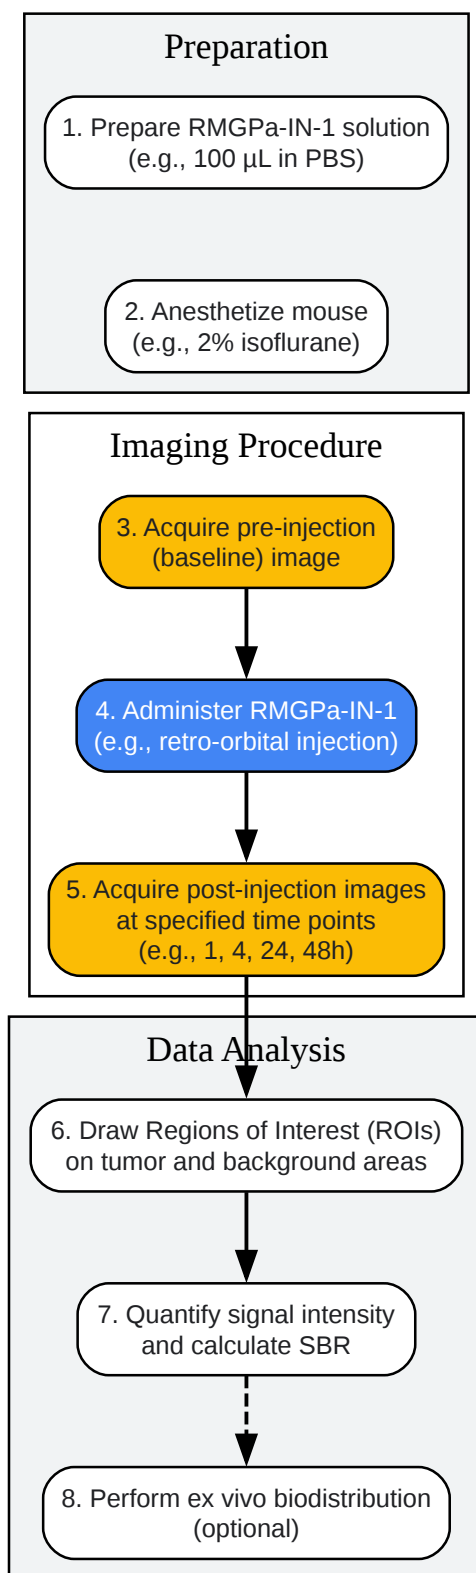 Preparation
1. Prepare RMGPa-IN-1 solution
(e.g., 100 µL in PBS)
2. Anesthetize mouse
(e.g., 2% isoflurane)
Imaging Procedure
3. Acquire pre-injection
(baseline) image
4. Administer RMGPa-IN-1
(e.g., retro-orbital injection)
5. Acquire post-injection images
at specified time points
(e.g., 1, 4, 24, 48h)
Data Analysis
6. Draw Regions of Interest (ROIs)
on tumor and background areas
7. Quantify signal intensity
and calculate SBR
8. Perform ex vivo biodistribution
(optional)